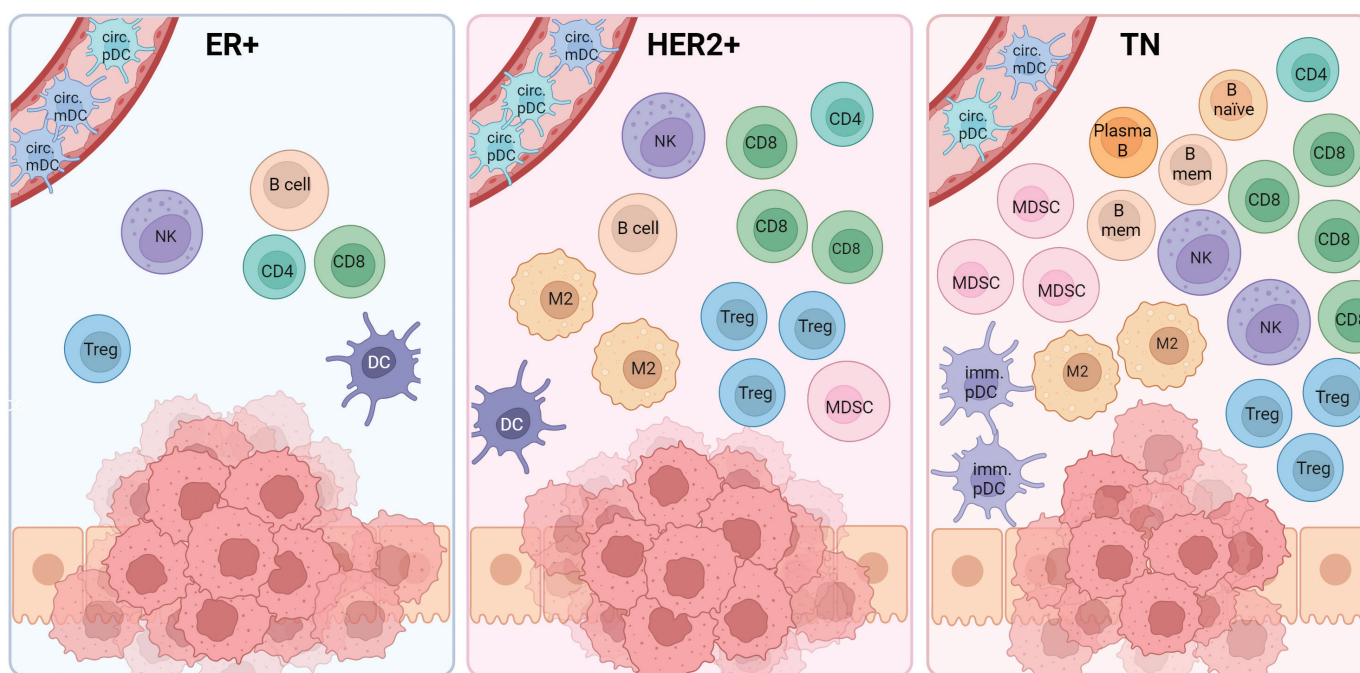 ER+
circ.
pDC
circ.
mDC
circ.
mDC
B cell
NK
CD4
CD8
Treg
DC
HER2+
circ.
mDC
circ.
pDC
circ.
pDC
NK
CD8
CD4
B cell
CD8
CD8
M2
Treg
Treg
M2
Treg
MDSC
DC
TN
circ.
mDC
circ.
pDC
CD4
B
naïve
Plasma
B
B
mem
CD8
MDSC
CD8
B
mem
CD8
NK
MDSC
MDSC
NK
CD8
M2
M2
imm.
pDC
Treg
Treg
imm.
pDC
Treg